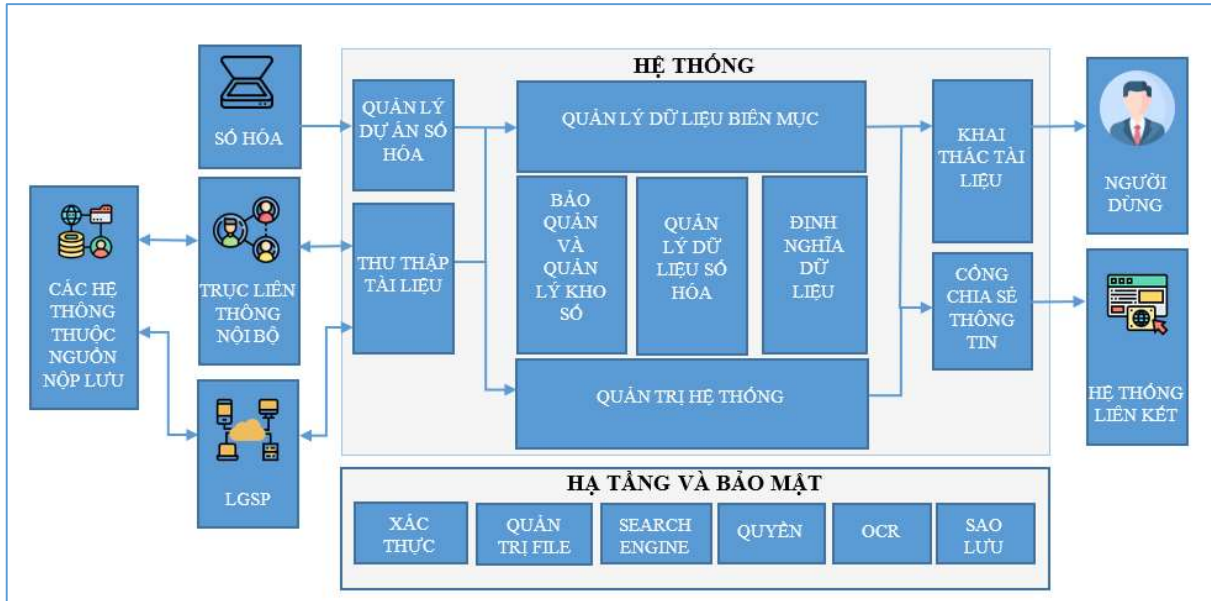 HỆ THỐNG
SỐ HÓA
QUẢN LÝ
DỰ ÁN SỐ
HÓA
QUẢN LÝ DỮ LIỆU BIÊN MỤC
KHAI
THÁC TÀI
LIỆU
NGƯỜI
DÙNG
CÁC HỆ
THÔNG
THUỘC
NGUỒN
NỘP LƯU
TRỤC LIÊN
THÔNG
NỘI BỘ
THU THẬP
TÀI LIỆU
BẢO
QUẢN
VÀ
QUẢN
LÝ KHO
SỐ
QUẢN
LÝ DỮ
LIỆU SỐ
HÓA
ĐỊNH
NGHĨA
DỮ
LIỆU
CỔNG
CHIA SẺ
THÔNG
TIN
HỆ THỐNG
LIÊN KẾT
QUẢN TRỊ HỆ THỐNG
LGSP
HẠ TẦNG VÀ BẢO MẬT
XÁC
THỰC
QUẢN
TRỊ FILE
SEARCH
ENGINE
QUYỀN
OCR
SAO
LƯU